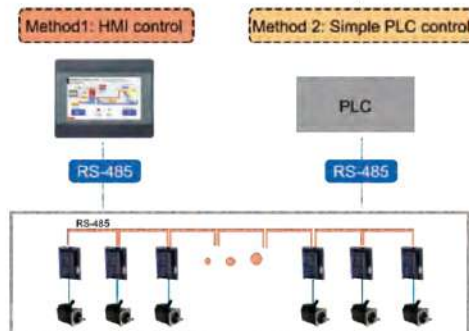 Method1: HMI control
Method 2: Simple PLC control
PLC
RS-485
RS-485
RS-485